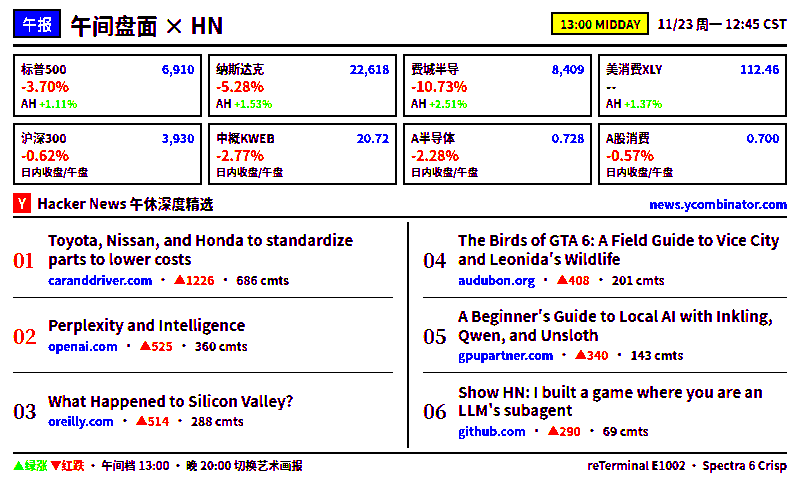 午报 午间盘面 × HN 13:00 MIDDAY 11/23 周一 12:45 CST
标普500 6,910
-3.70%
AH +1.11%
纳斯达克 22,618
-5.28%
AH +1.53%
费城半导 8,409
-10.73%
AH +2.51%
美消费XLY 112.46
--
AH +1.37%
沪深300 3,930
-0.62%
日内收盘/午盘
中概KWEB 20.72
-2.77%
日内收盘/午盘
A半导体 0.728
-2.28%
日内收盘/午盘
A股消费 0.700
-0.57%
日内收盘/午盘
Y Hacker News 午休深度精选 news.ycombinator.com
01
Toyota, Nissan, and Honda to standardize
parts to lower costs
caranddriver.com • ▲1226 • 686 cmts
02
Perplexity and Intelligence
openai.com • ▲525 • 360 cmts
03
What Happened to Silicon Valley?
oreilly.com • ▲514 • 288 cmts
04
The Birds of GTA 6: A Field Guide to Vice City
and Leonida's Wildlife
audubon.org • ▲408 • 201 cmts
05
A Beginner's Guide to Local AI with Inkling,
Qwen, and Unsloth
gpupartner.com • ▲340 • 143 cmts
06
Show HN: I built a game where you are an
LLM's subagent
github.com • ▲290 • 69 cmts
▲绿涨 ▼红跌 • 午间档 13:00 • 晚 20:00 切换艺术画报 reTerminal E1002 • Spectra 6 Crisp